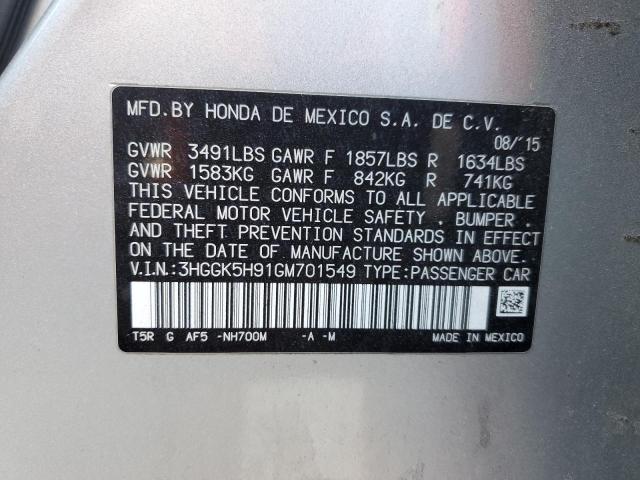 MFD.BY HONDA DE MEXICO S.A. DE C.V.
08/'15
GVWR 3491LBS GAWR F 1857LBS R 1634LBS
GVWR 1583KG GAWR F 842KG R 741KG
THIS VEHICLE CONFORMS TO ALL APPLICABLE
FEDERAL MOTOR VEHICLE SAFETY . BUMPER .
AND THEFT PREVENTION STANDARDS IN EFFECT
ON THE DATE OF MANUFACTURE SHOWN ABOVE.
V.I.N.:3HGGK5H91GM701549 TYPE:PASSENGER CAR
T5R G AF5 -NH700M -A -M MADE IN MEXICO